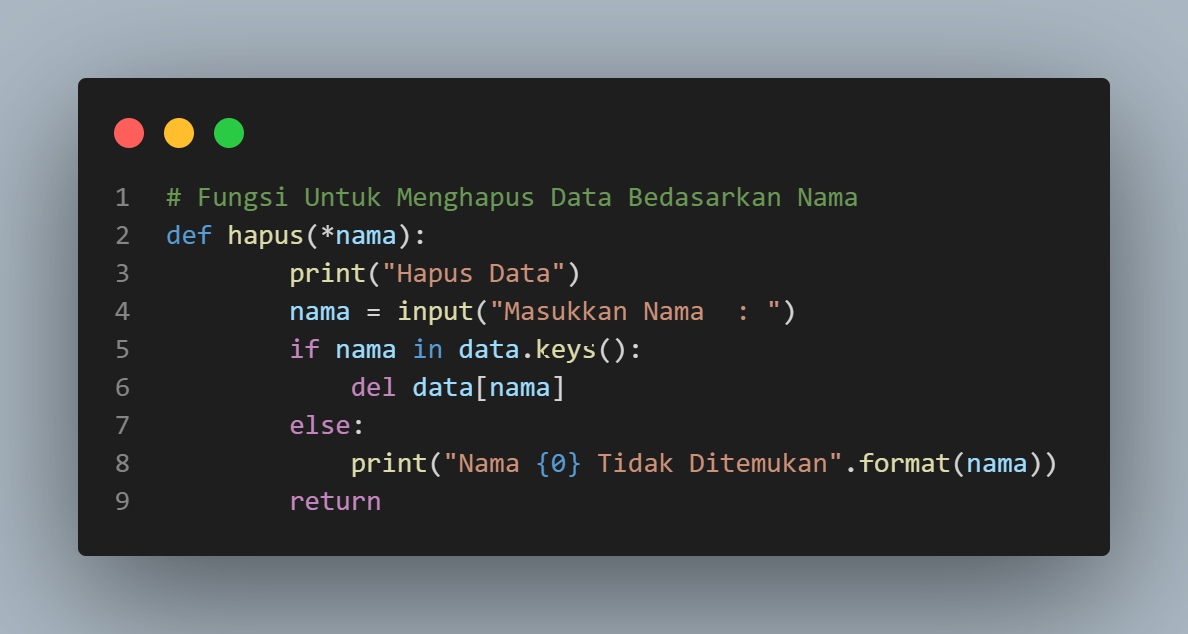 1 # Fungsi Untuk Menghapus Data Bedasarkan Nama
2 def hapus(*nama):
3         print("Hapus Data")
4         nama = input("Masukkan Nama  : ")
5         if nama in data.keys():
6             del data[nama]
7         else:
8             print("Nama {0} Tidak Ditemukan".format(nama))
9         return